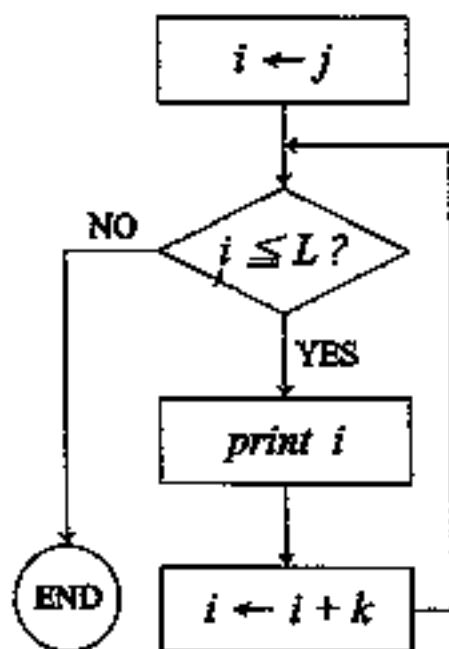 i ← j
NO
j ≦ L ?
YES
print i
END
i ← i + k